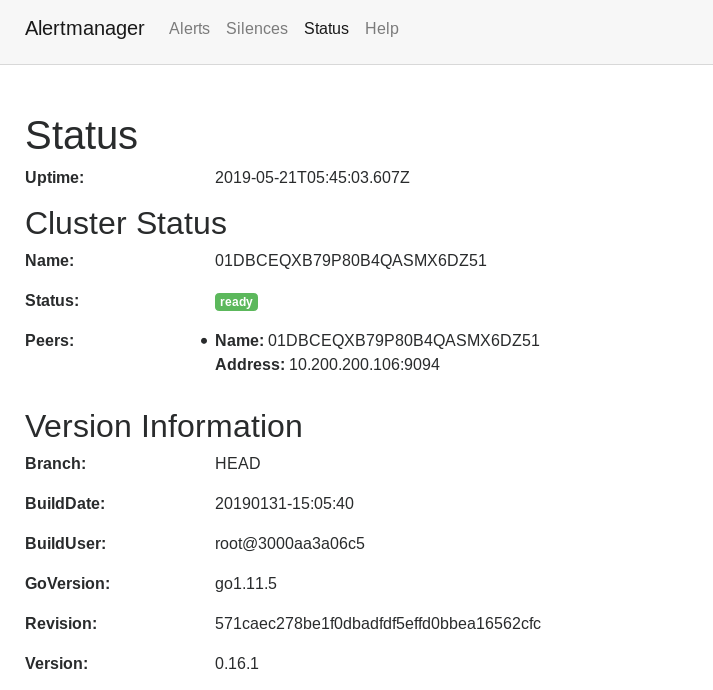 Alertmanager Alerts Silences Status Help
Status
Uptime: 2019-05-21T05:45:03.607Z
Cluster Status
Name: 01DBCEQXB79P80B4QASMX6DZ51
Status: ready
Peers: • Name: 01DBCEQXB79P80B4QASMX6DZ51
Address: 10.200.200.106:9094
Version Information
Branch: HEAD
BuildDate: 20190131-15:05:40
BuildUser: root@3000aa3a06c5
GoVersion: go1.11.5
Revision: 571caec278be1f0dbadfdf5effd0bbea16562cfc
Version: 0.16.1